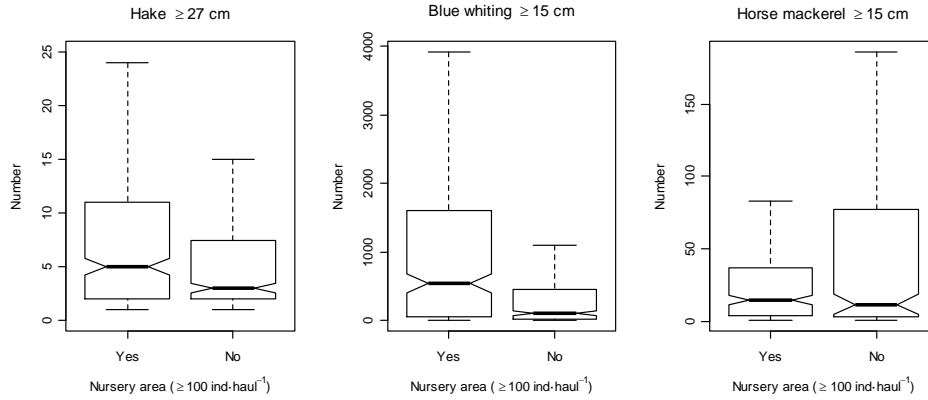 Hake ≥ 27 cm
Number
25
20
15
10
5
0
Yes No
Nursery area (≥ 100 ind·haul⁻¹)
Blue whiting ≥ 15 cm
Number
4000
3000
2000
1000
0
Yes No
Nursery area (≥ 100 ind·haul⁻¹)
Horse mackerel ≥ 15 cm
Number
150
100
50
0
Yes No
Nursery area (≥ 100 ind·haul⁻¹)